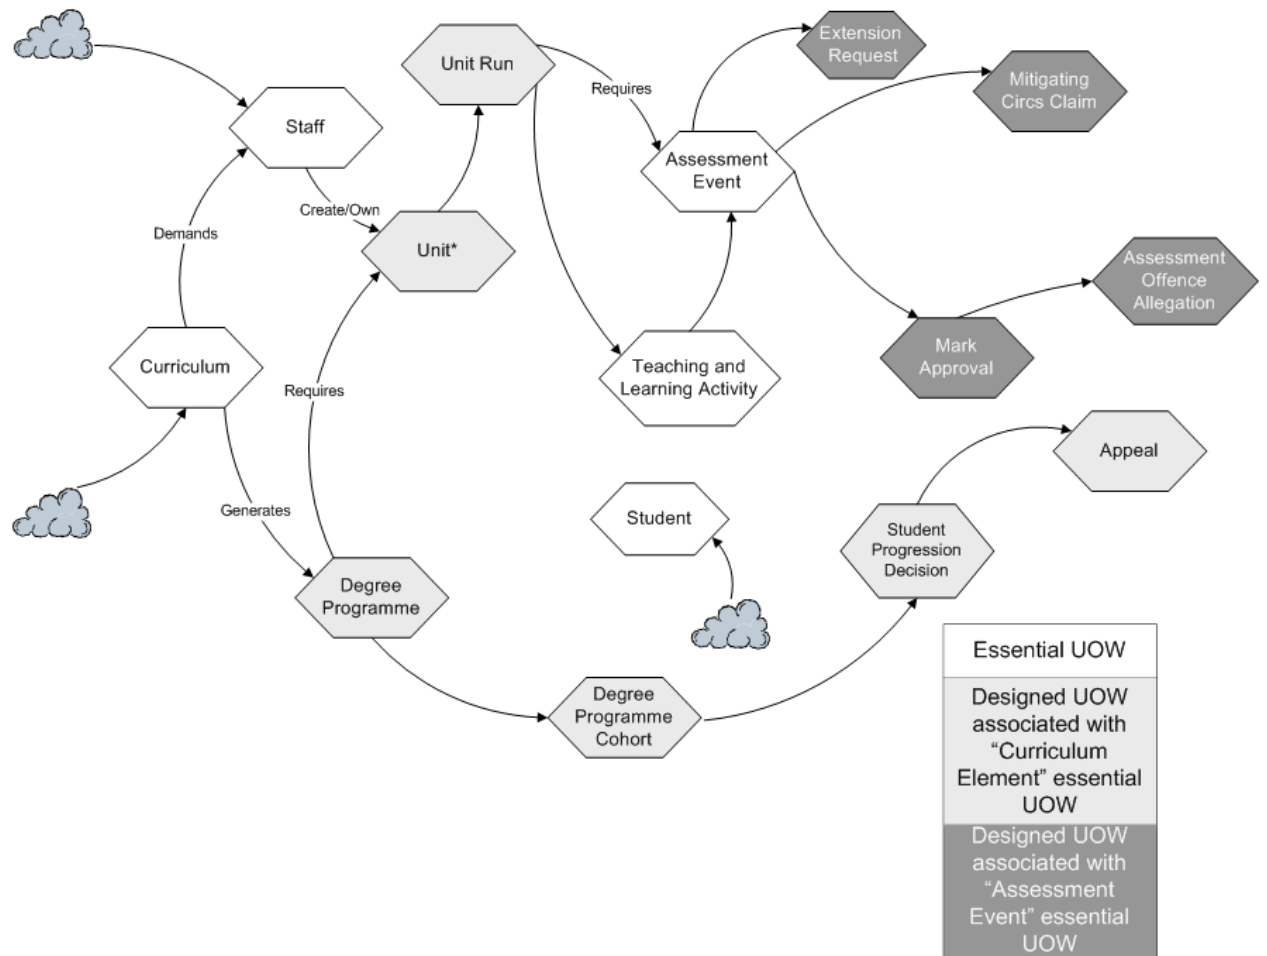 Extension
Request
Unit Run
Mitigating
Circs Claim
Requires
Staff
Assessment
Event
Create/Own
Demands
Unit*
Assessment
Offence
Allegation
Curriculum
Teaching and
Learning Activity
Mark
Approval
Requires
Appeal
Generates
Student
Student
Progression
Decision
Degree
Programme
Degree
Programme
Cohort
Essential UOW
Designed UOW
associated with
“Curriculum
Element” essential
UOW
Designed UOW
associated with
“Assessment
Event” essential
UOW